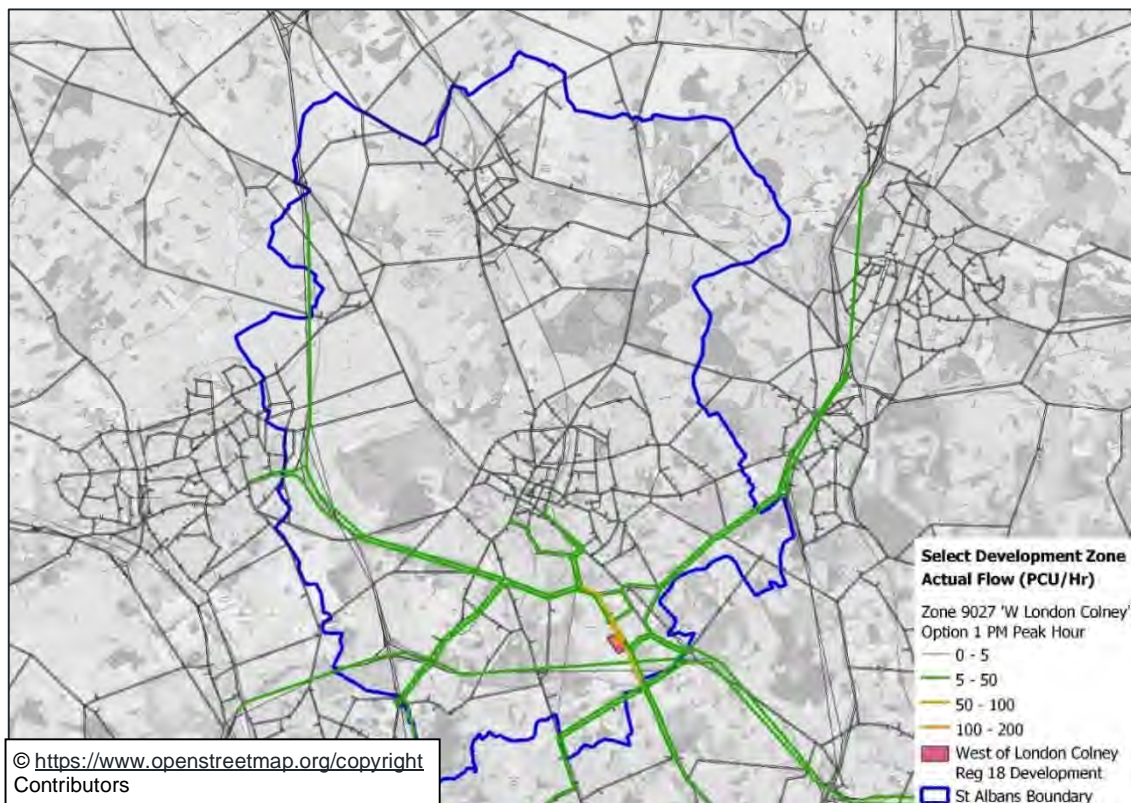 Select Development Zone
Actual Flow (PCU/Hr)
Zone 9027 'W London Colney'
Option 1 PM Peak Hour
0 - 5
5 - 50
50 - 100
100 - 200
West of London Colney
Reg 18 Development
St Albans Boundary
© https://www.openstreetmap.org/copyright
Contributors